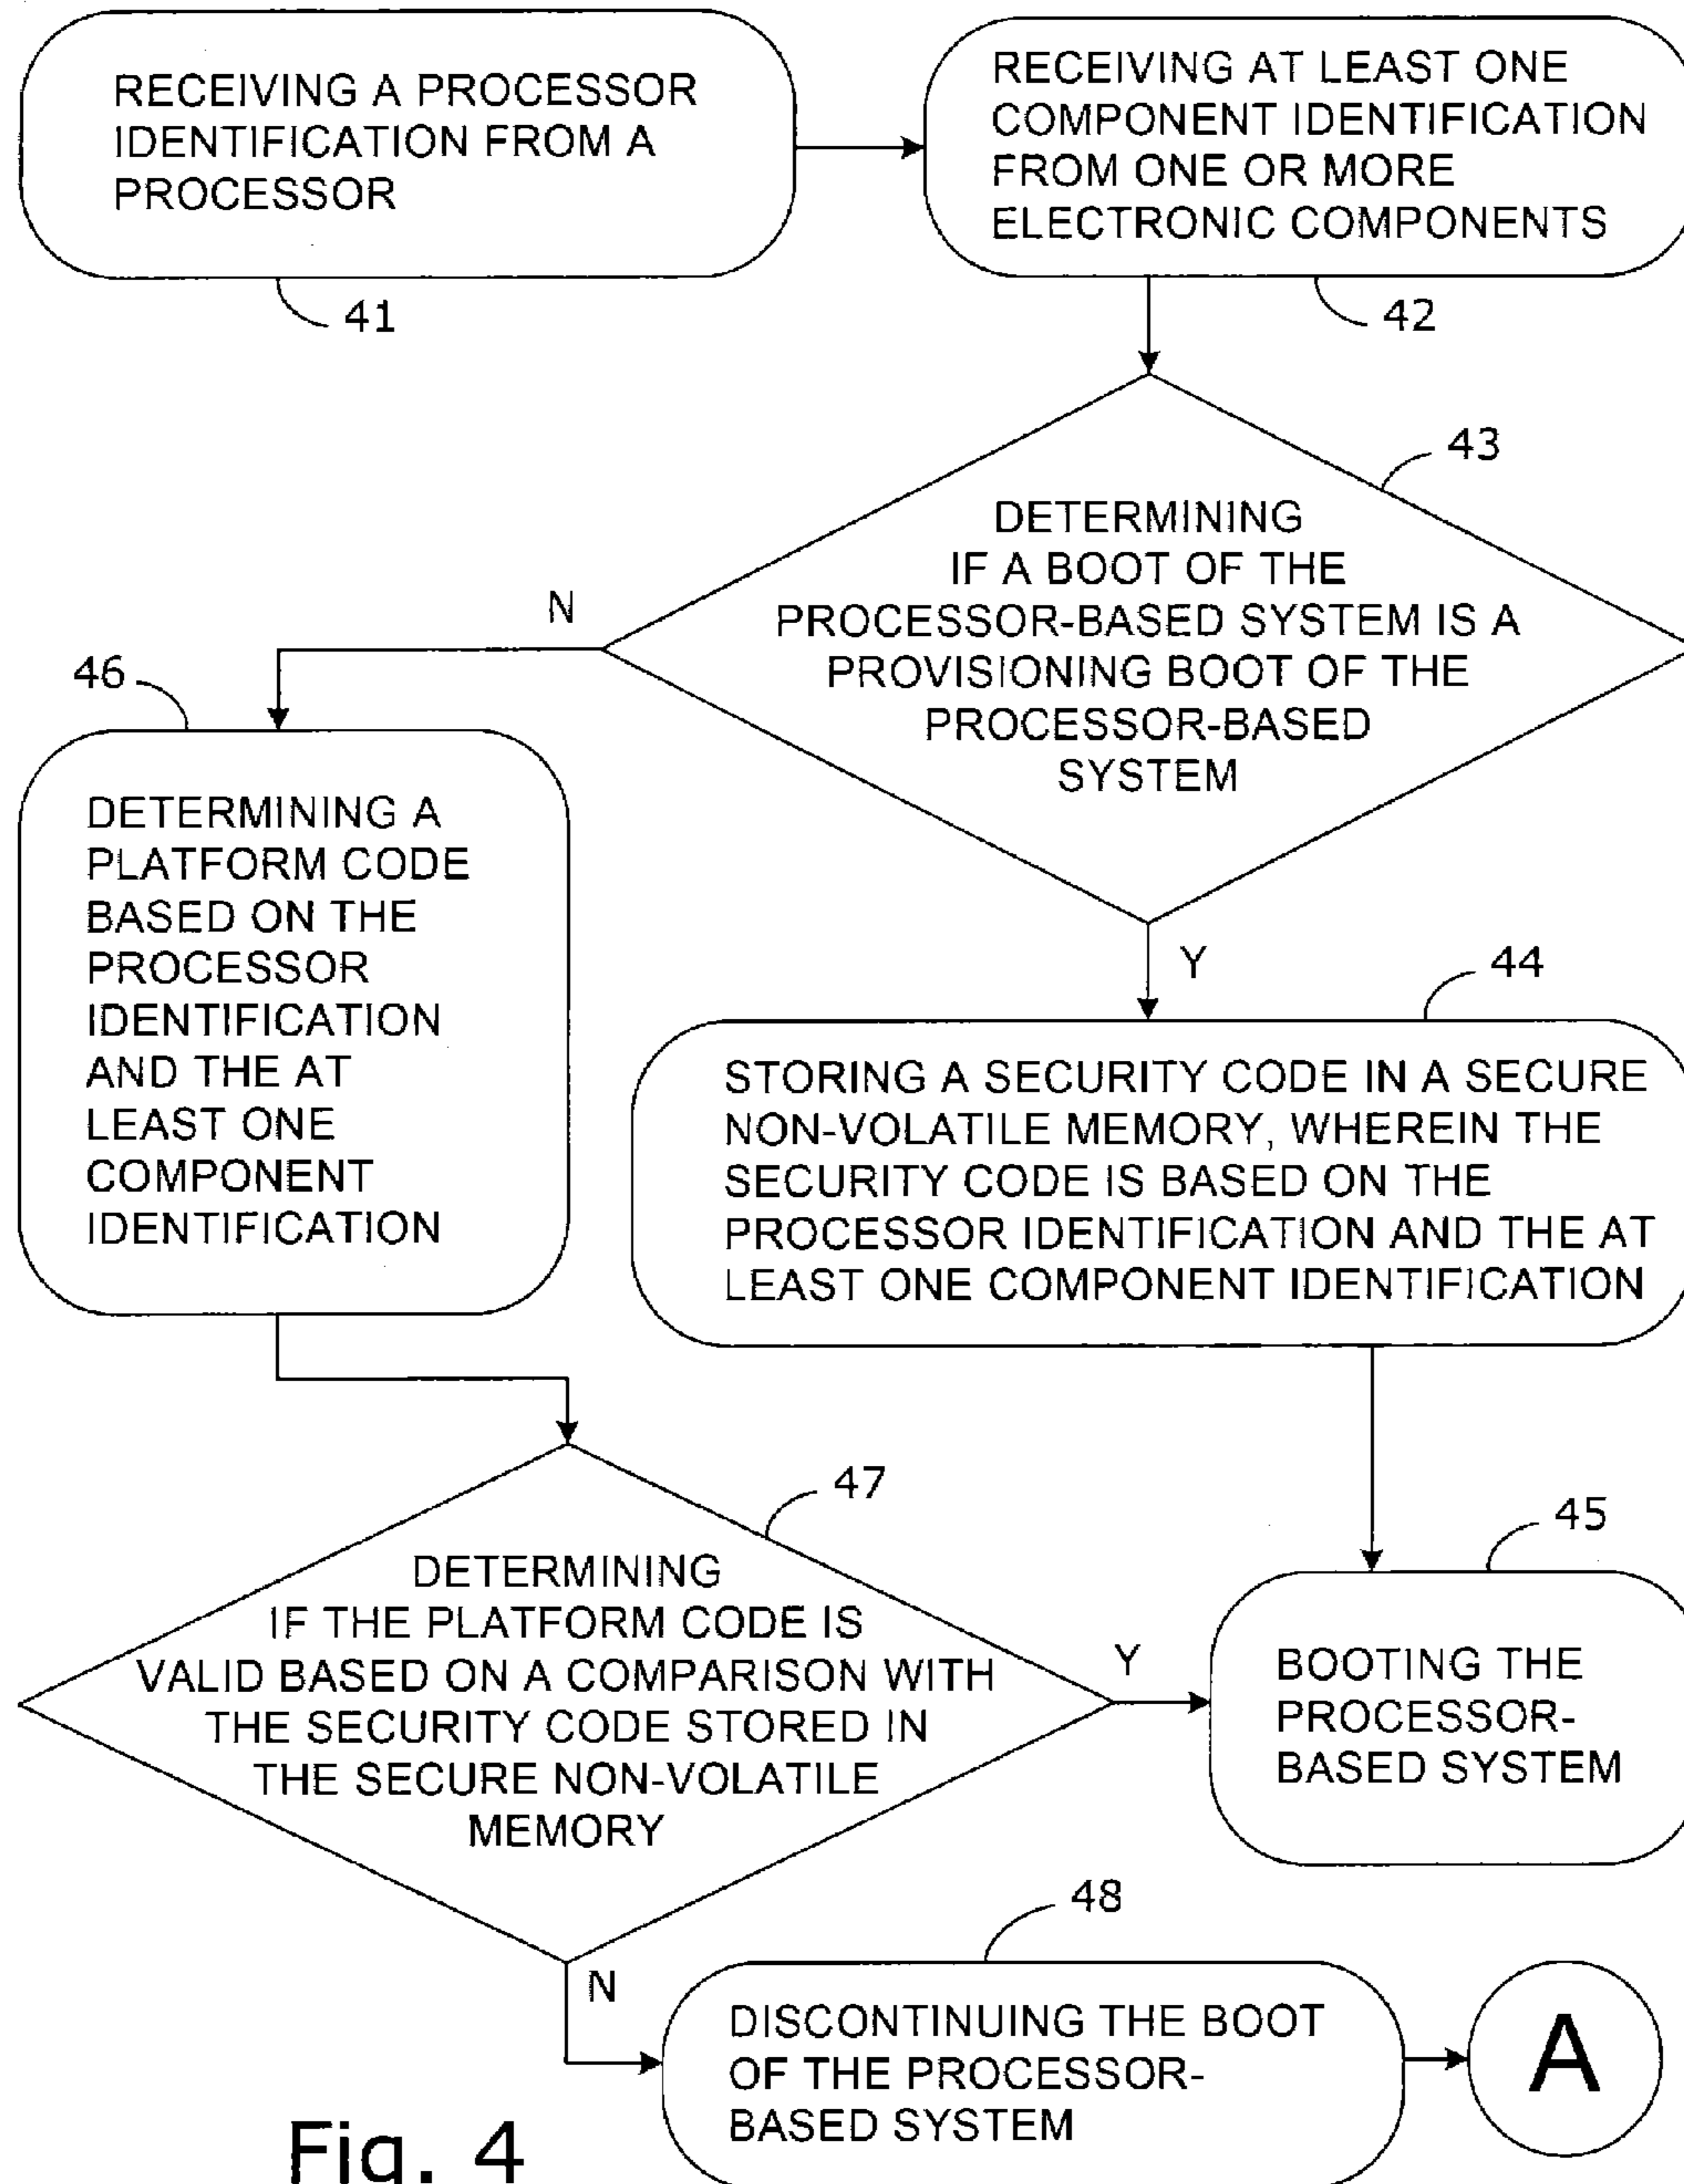 RECEIVING A PROCESSOR
IDENTIFICATION FROM A
PROCESSOR
41
RECEIVING AT LEAST ONE
COMPONENT IDENTIFICATION
FROM ONE OR MORE
ELECTRONIC COMPONENTS
42
43
DETERMINING
IF A BOOT OF THE
PROCESSOR-BASED SYSTEM IS A
PROVISIONING BOOT OF THE
PROCESSOR-BASED
SYSTEM
N
Y
46
DETERMINING A
PLATFORM CODE
BASED ON THE
PROCESSOR
IDENTIFICATION
AND THE AT
LEAST ONE
COMPONENT
IDENTIFICATION
44
STORING A SECURITY CODE IN A SECURE
NON-VOLATILE MEMORY, WHEREIN THE
SECURITY CODE IS BASED ON THE
PROCESSOR IDENTIFICATION AND THE AT
LEAST ONE COMPONENT IDENTIFICATION
47
DETERMINING
IF THE PLATFORM CODE IS
VALID BASED ON A COMPARISON WITH
THE SECURITY CODE STORED IN
THE SECURE NON-VOLATILE
MEMORY
Y
N
45
BOOTING THE
PROCESSOR-
BASED SYSTEM
48
DISCONTINUING THE BOOT
OF THE PROCESSOR-
BASED SYSTEM
A
Fig. 4